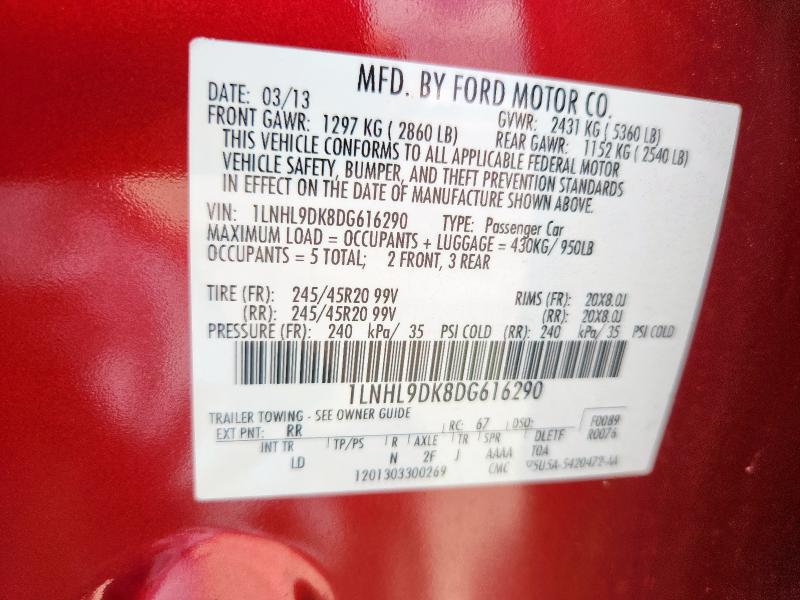 MFD. BY FORD MOTOR CO.
DATE: 03/13 GVWR: 2431 KG ( 5360 LB)
FRONT GAWR: 1297 KG ( 2860 LB) REAR GAWR: 1152 KG ( 2540 LB)
THIS VEHICLE CONFORMS TO ALL APPLICABLE FEDERAL MOTOR
VEHICLE SAFETY, BUMPER, AND THEFT PREVENTION STANDARDS
IN EFFECT ON THE DATE OF MANUFACTURE SHOWN ABOVE.
VIN: 1LNHL9DK8DG616290 TYPE: Passenger Car
MAXIMUM LOAD = OCCUPANTS + LUGGAGE = 430KG/ 950LB
OCCUPANTS = 5 TOTAL; 2 FRONT, 3 REAR
TIRE (FR): 245/45R20 99V RIMS (FR): 20X8.0J
(RR): 245/45R20 99V (RR): 20X8.0J
PRESSURE (FR): 240 kPa/ 35 PSI COLD (RR): 240 kPa/ 35 PSI COLD
1LNHL9DK8DG616290
TRAILER TOWING - SEE OWNER GUIDE
EXT PNT: RR RC: 67 DSO: F0089
R0076
INT TR TP/PS R AXLE TR SPR DLETF
LD N 2F J AAAA TOA
1201303300269 CMC